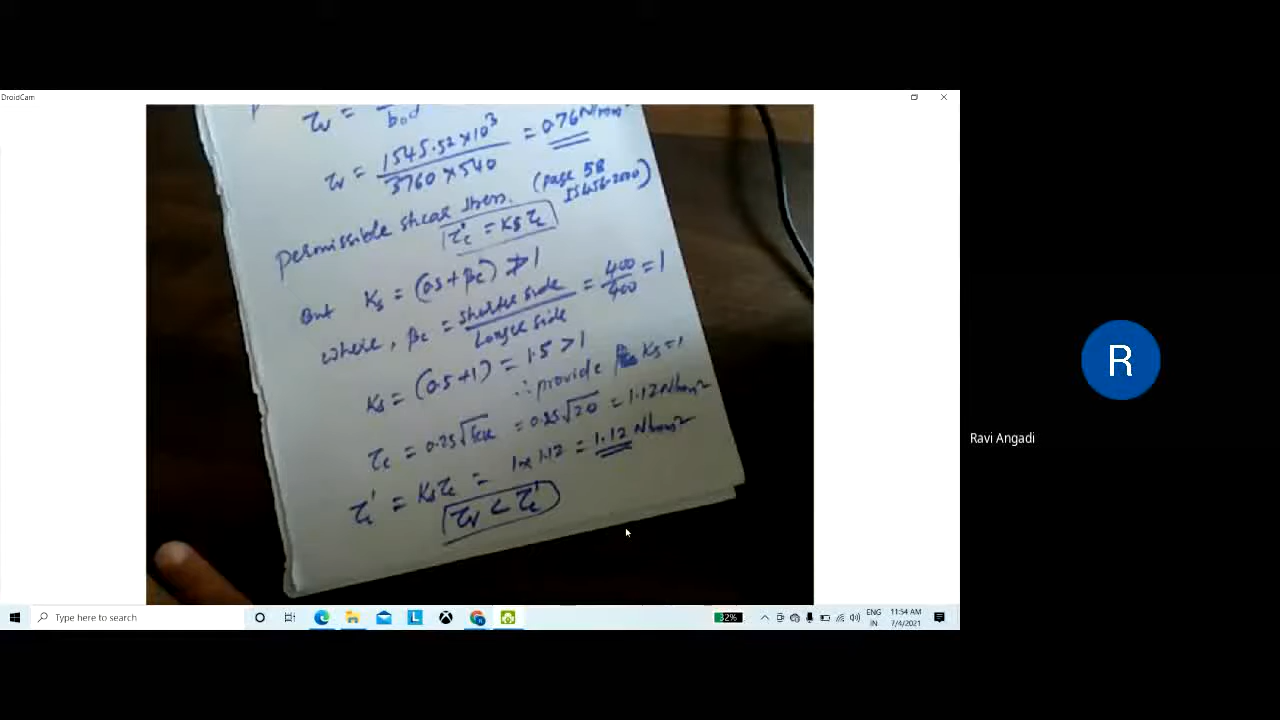 DroidCam
τv =
bod
τv = 1545.52×10³ / 3760×540 = 0.76 N/mm²
permissible shear stress. (page 58 IS456-2000)
τc' = Ks τc
But Ks = (0.5+βc) ≯ 1
where, βc = shorter side / Longer side = 400 / 400 = 1
Ks = (0.5+1) = 1.5 > 1
∴ provide Ks = 1
τc = 0.25√fck = 0.25√20 = 1.12 N/mm²
τc' = Ks τc = 1×1.12 = 1.12 N/mm²
τv < τc'
R
Ravi Angadi
Type here to search
L
32%
ENG
IN
11:54 AM
7/4/2021